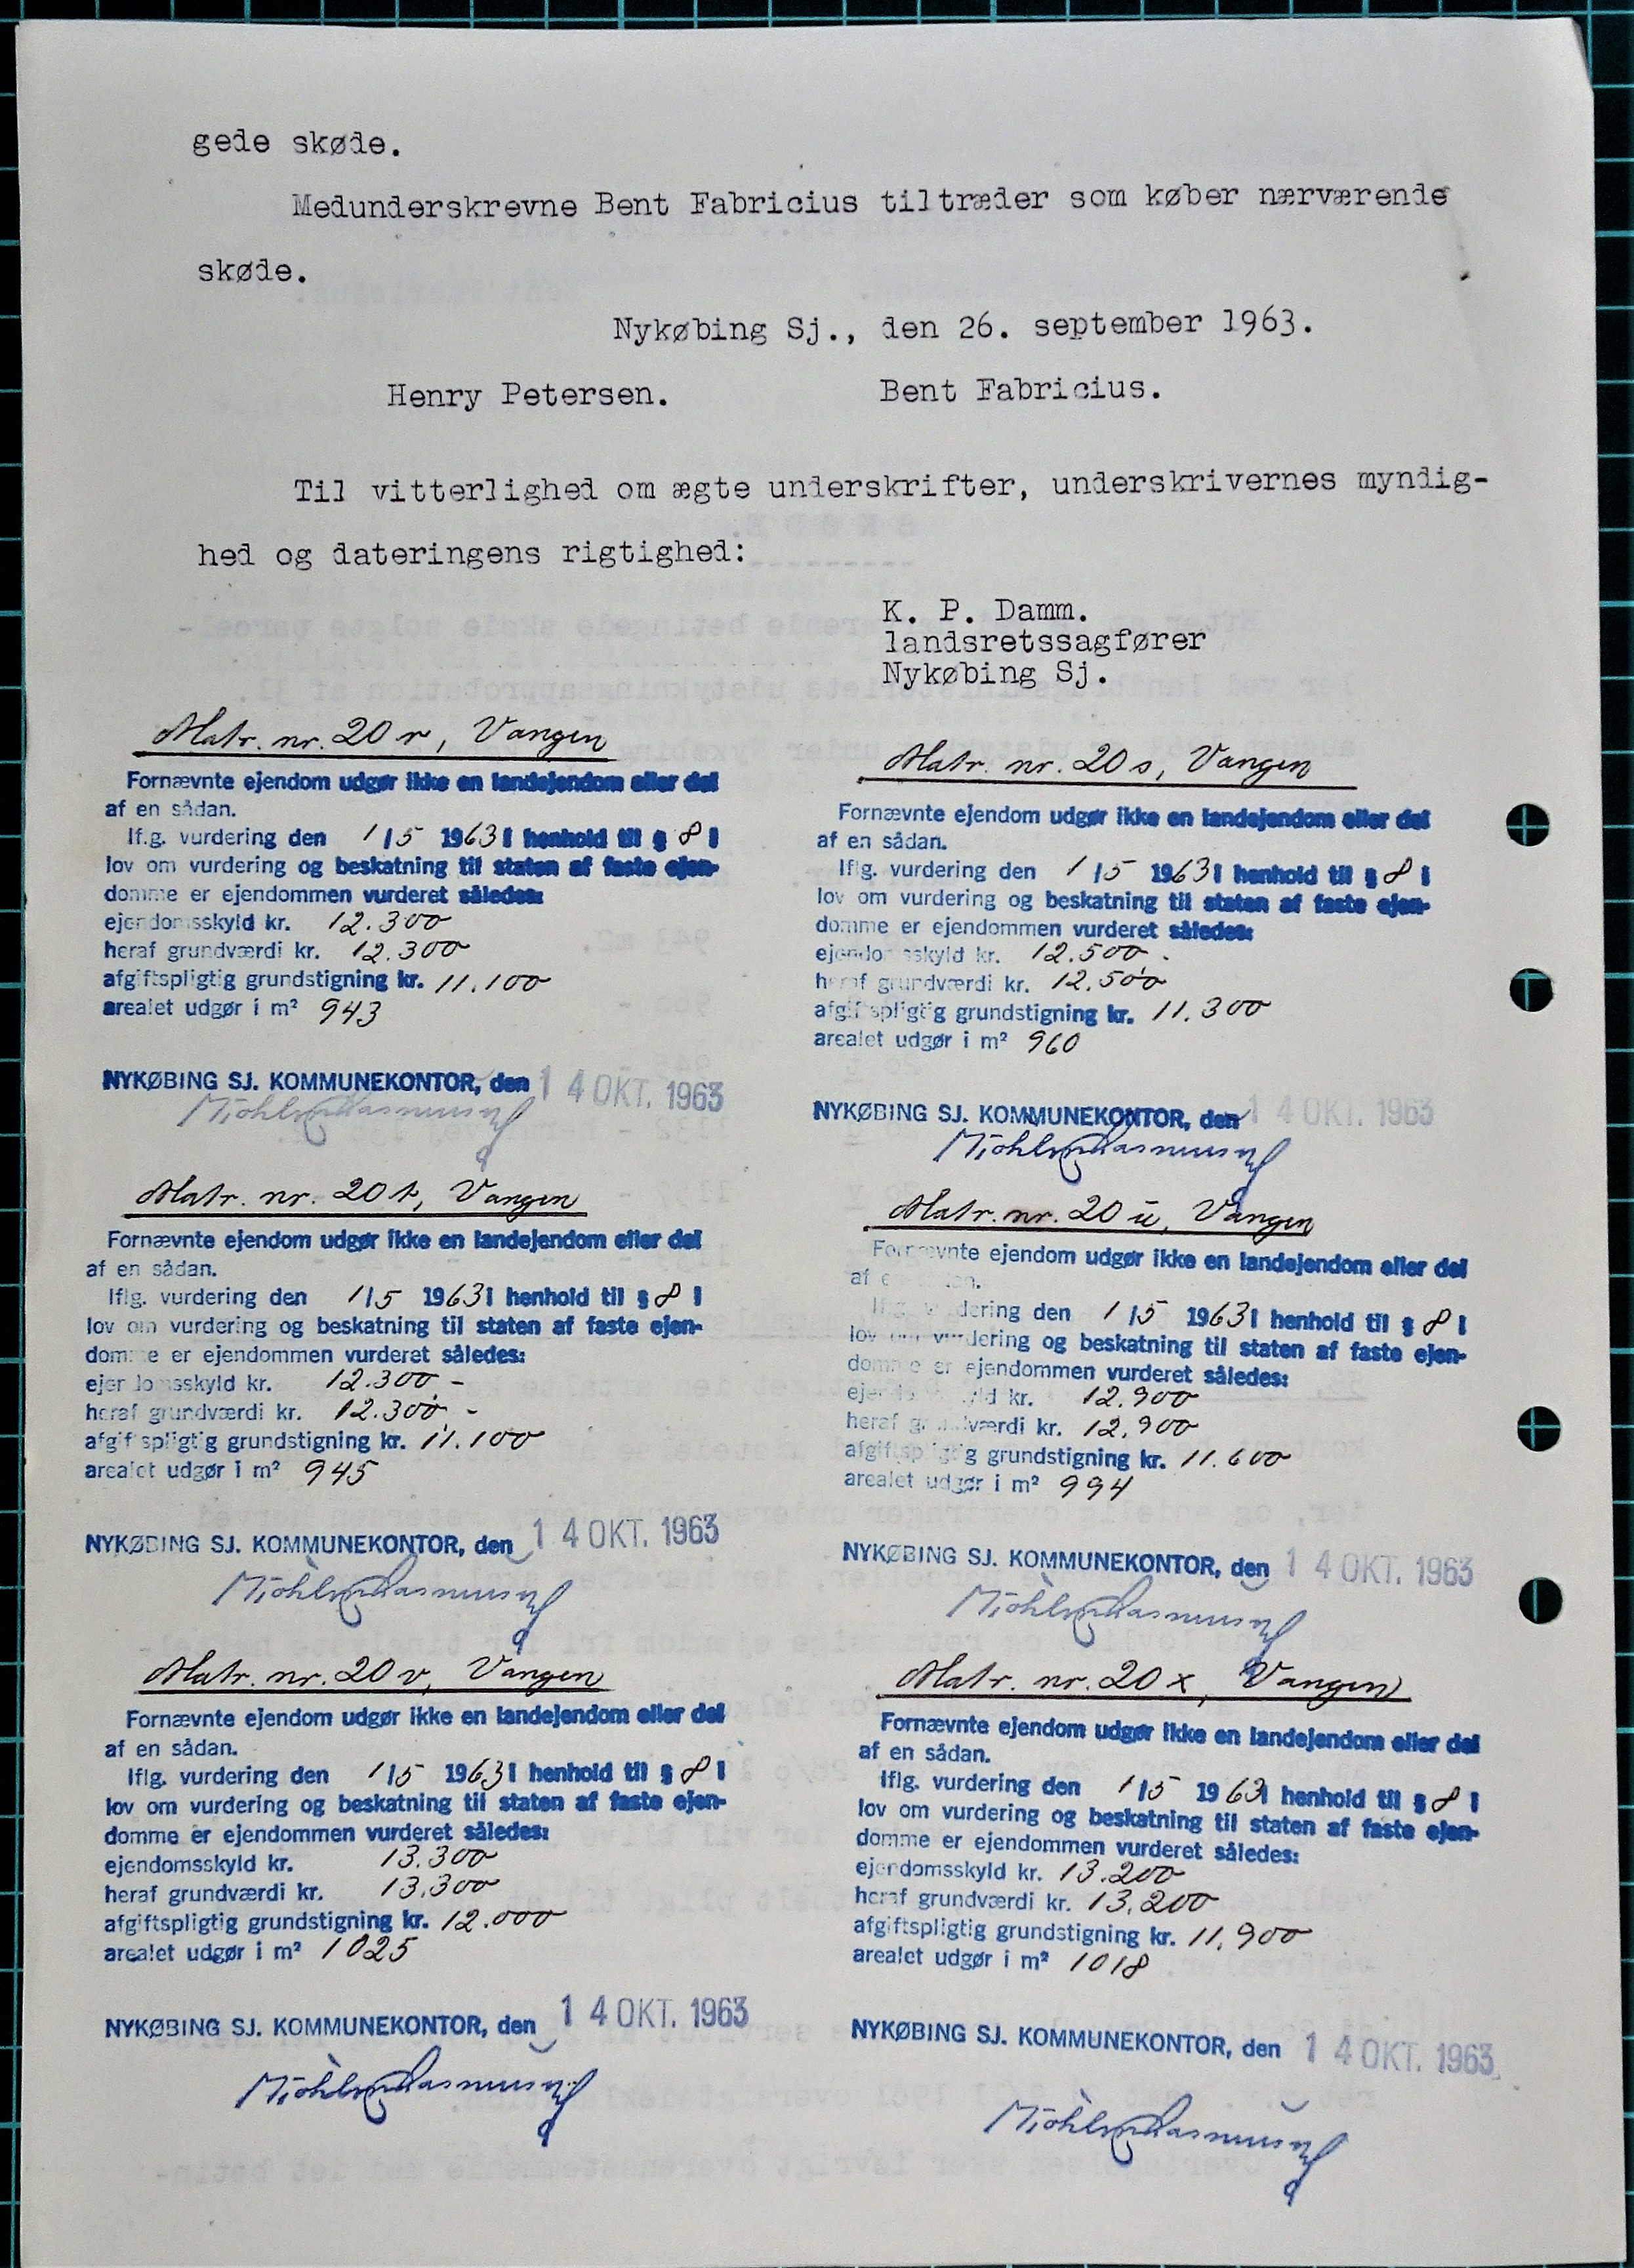 gede skøde.
Medunderskrevne Bent Fabricius tiltræder som køber nærværende
skøde.
Nykøbing Sj., den 26. september 1963.
Henry Petersen. Bent Fabricius.
Til vitterlighed om ægte underskrifter, underskrivernes myndig-
hed og dateringens rigtighed:
K. P. Damm.
landsretssagfører
Nykøbing Sj.
Matr. nr. 20 r, Vangen
Fornævnte ejendom udgør ikke en landejendom eller del
af en sådan.
Iflg. vurdering den 1/5 1963 i henhold til § 8 i
lov om vurdering og beskatning til staten af faste ejen-
domme er ejendommen vurderet således:
ejendomsskyld kr. 12.300
heraf grundværdi kr. 12.300
afgiftspligtig grundstigning kr. 11.100
arealet udgør i m² 943
NYKØBING SJ. KOMMUNEKONTOR, den 14 OKT. 1963
Matr. nr. 20 s, Vangen
Fornævnte ejendom udgør ikke en landejendom eller del
af en sådan.
Iflg. vurdering den 1/5 1963 i henhold til § 8 i
lov om vurdering og beskatning til staten af faste ejen-
domme er ejendommen vurderet således:
ejendomsskyld kr. 12.500.
heraf grundværdi kr. 12.500
afgiftspligtig grundstigning kr. 11.300
arealet udgør i m² 960
NYKØBING SJ. KOMMUNEKONTOR, den 14 OKT. 1963
Matr. nr. 20 t, Vangen
Fornævnte ejendom udgør ikke en landejendom eller del
af en sådan.
Iflg. vurdering den 1/5 1963 i henhold til § 8 i
lov om vurdering og beskatning til staten af faste ejen-
domme er ejendommen vurderet således:
ejendomsskyld kr. 12.300.-
heraf grundværdi kr. 12.300.-
afgiftspligtig grundstigning kr. 11.100
arealet udgør i m² 945
NYKØBING SJ. KOMMUNEKONTOR, den 14 OKT. 1963
Matr. nr. 20 u, Vangen
Fornævnte ejendom udgør ikke en landejendom eller del
af en sådan.
Iflg. vurdering den 1/5 1963 i henhold til § 8 i
lov om vurdering og beskatning til staten af faste ejen-
domme er ejendommen vurderet således:
ejendomsskyld kr. 12.900
heraf grundværdi kr. 12.900
afgiftspligtig grundstigning kr. 11.600
arealet udgør i m² 994
NYKØBING SJ. KOMMUNEKONTOR, den 14 OKT. 1963
Matr. nr. 20 v, Vangen
Fornævnte ejendom udgør ikke en landejendom eller del
af en sådan.
Iflg. vurdering den 1/5 1963 i henhold til § 8 i
lov om vurdering og beskatning til staten af faste ejen-
domme er ejendommen vurderet således:
ejendomsskyld kr. 13.300
heraf grundværdi kr. 13.300
afgiftspligtig grundstigning kr. 12.000
arealet udgør i m² 1025
NYKØBING SJ. KOMMUNEKONTOR, den 14 OKT. 1963
Matr. nr. 20 x, Vangen
Fornævnte ejendom udgør ikke en landejendom eller del
af en sådan.
Iflg. vurdering den 1/5 1963 i henhold til § 8 i
lov om vurdering og beskatning til staten af faste ejen-
domme er ejendommen vurderet således:
ejendomsskyld kr. 13.200
heraf grundværdi kr. 13.200
afgiftspligtig grundstigning kr. 11.900
arealet udgør i m² 1018
NYKØBING SJ. KOMMUNEKONTOR, den 14 OKT. 1963